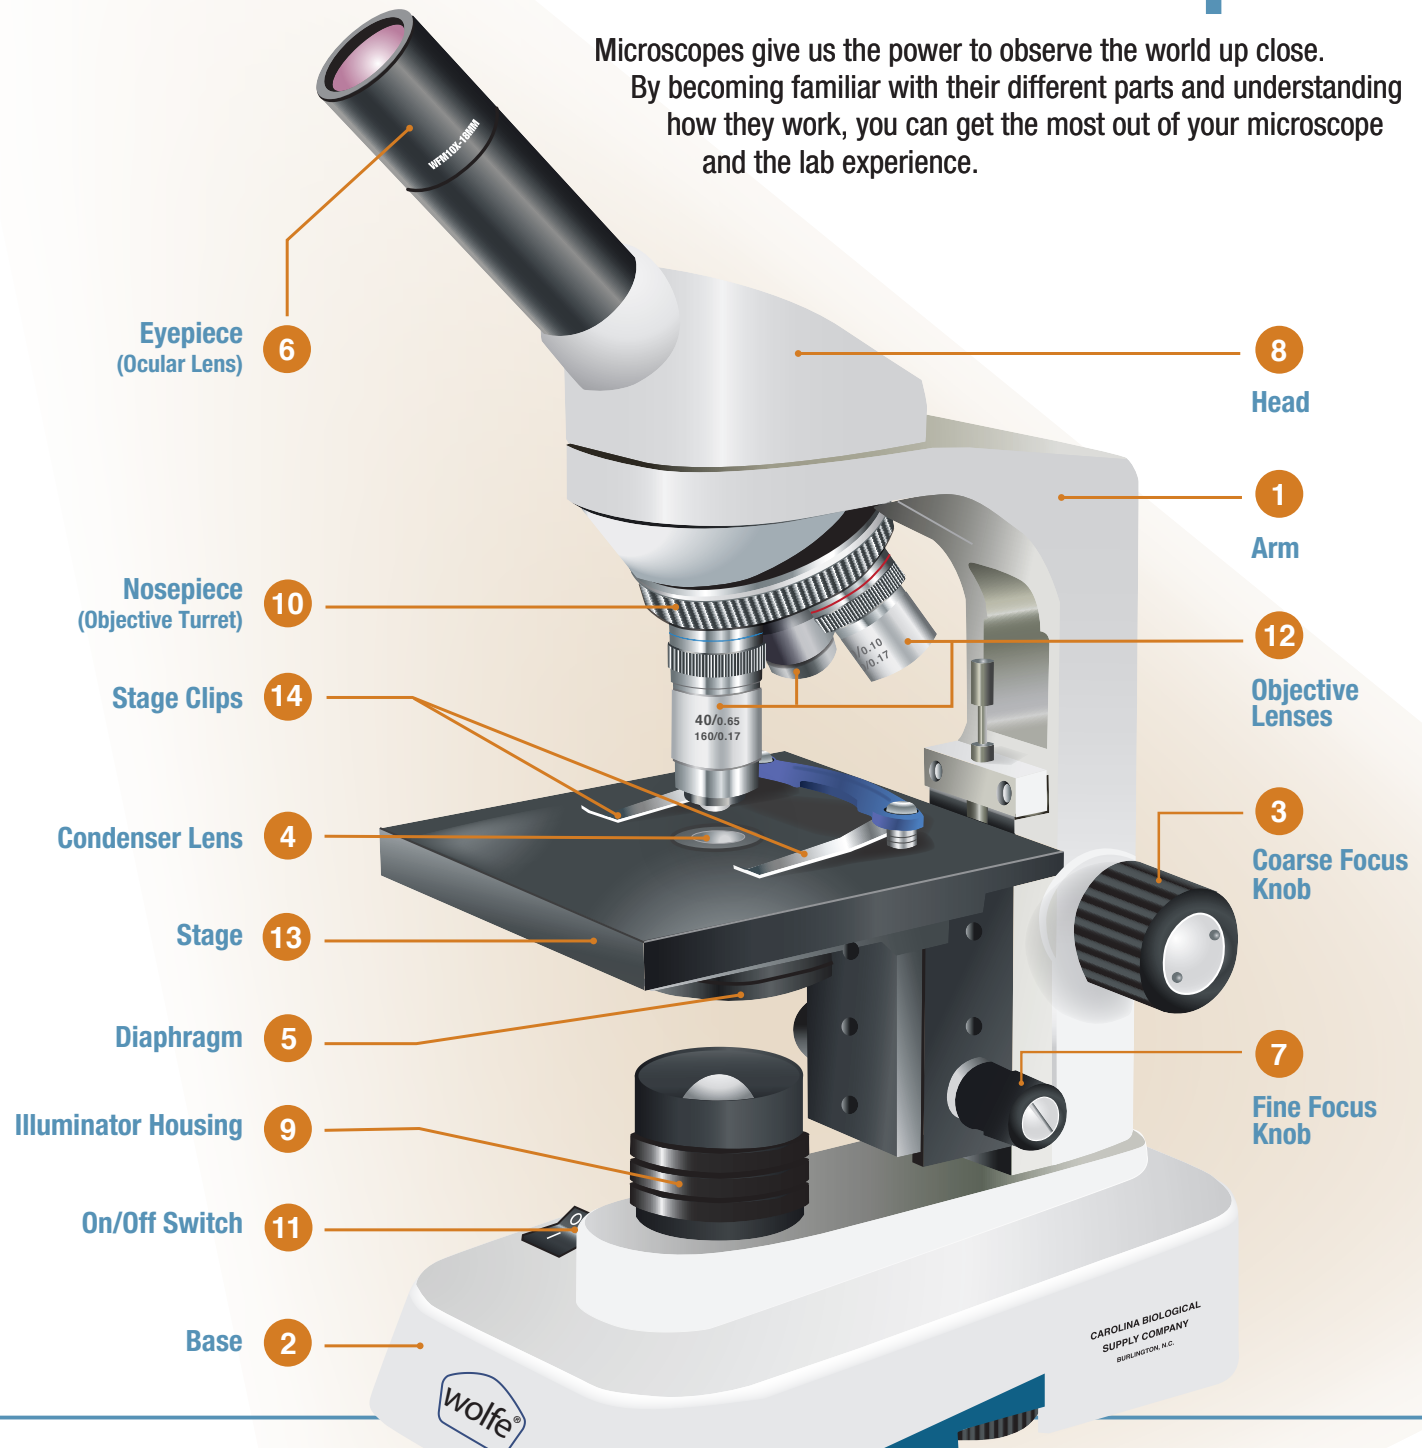 Microscopes give us the power to observe the world up close.
By becoming familiar with their different parts and understanding
how they work, you can get the most out of your microscope
and the lab experience.
WFM10X-18MM
Eyepiece
(Ocular Lens)
6
8
Head
1
Arm
Nosepiece
(Objective Turret)
10
12
Objective
Lenses
/0.10
/0.17
Stage Clips
14
40/0.65
160/0.17
Condenser Lens
4
3
Coarse Focus
Knob
Stage
13
Diaphragm
5
7
Fine Focus
Knob
Illuminator Housing
9
On/Off Switch
11
O
I
Base
2
CAROLINA BIOLOGICAL
SUPPLY COMPANY
BURLINGTON, N.C.
wolfe®